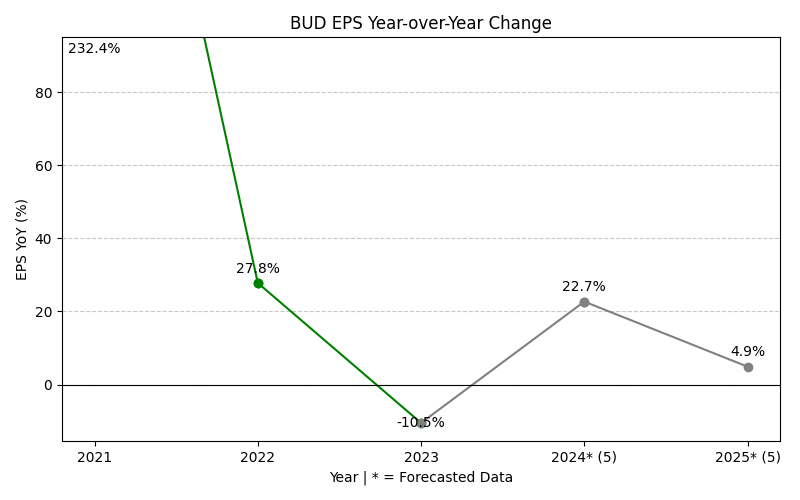 BUD EPS Year-over-Year Change
232.4%
80
60
40
27.8%
22.7%
20
4.9%
0
-10.5%
EPS YoY (%)
2021 2022 2023 2024* (5) 2025* (5)
Year | * = Forecasted Data